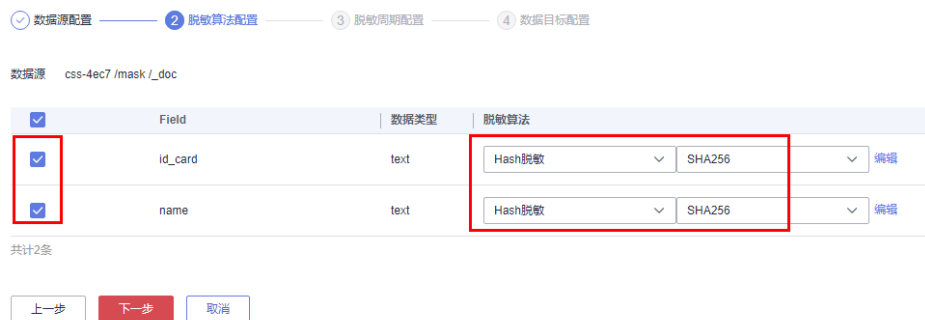 数据源配置 2 脱敏算法配置 3 脱敏周期配置 4 数据目标配置
数据源 css-4ec7 /mask /_doc
Field 数据类型 脱敏算法
id_card text Hash脱敏 SHA256 编辑
name text Hash脱敏 SHA256 编辑
共计2条
上一步 下一步 取消